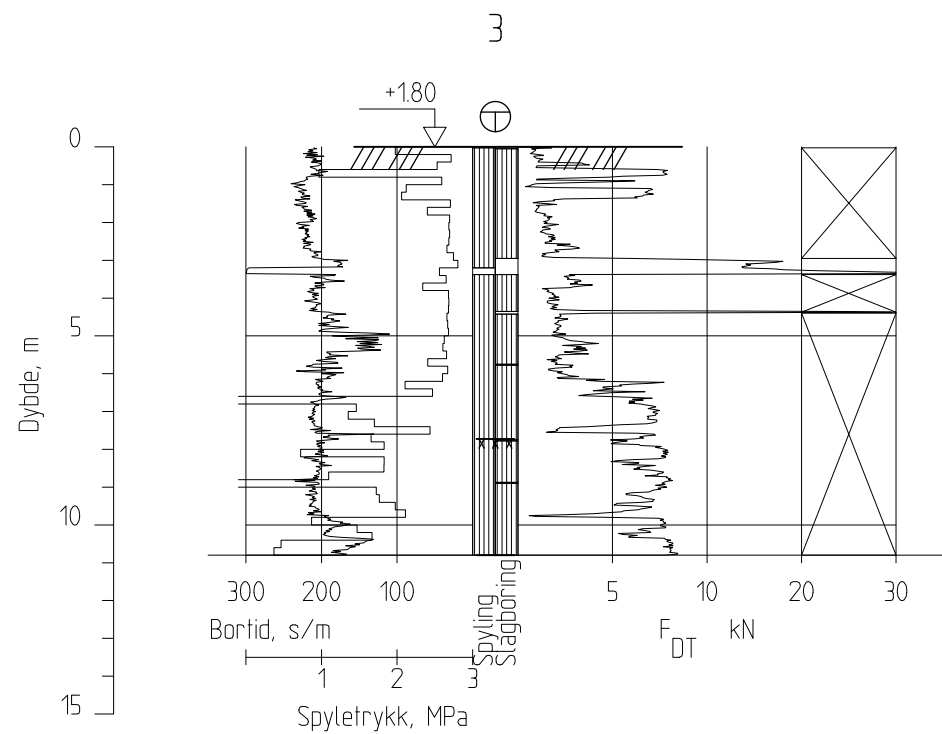 3
+1.80
0
5
10
15
Dybde, m
300 200 100
5 10 20 30
Bortid, s/m
Spyling
Slagboring
F DT kN
1 2 3
Spyletrykk, MPa